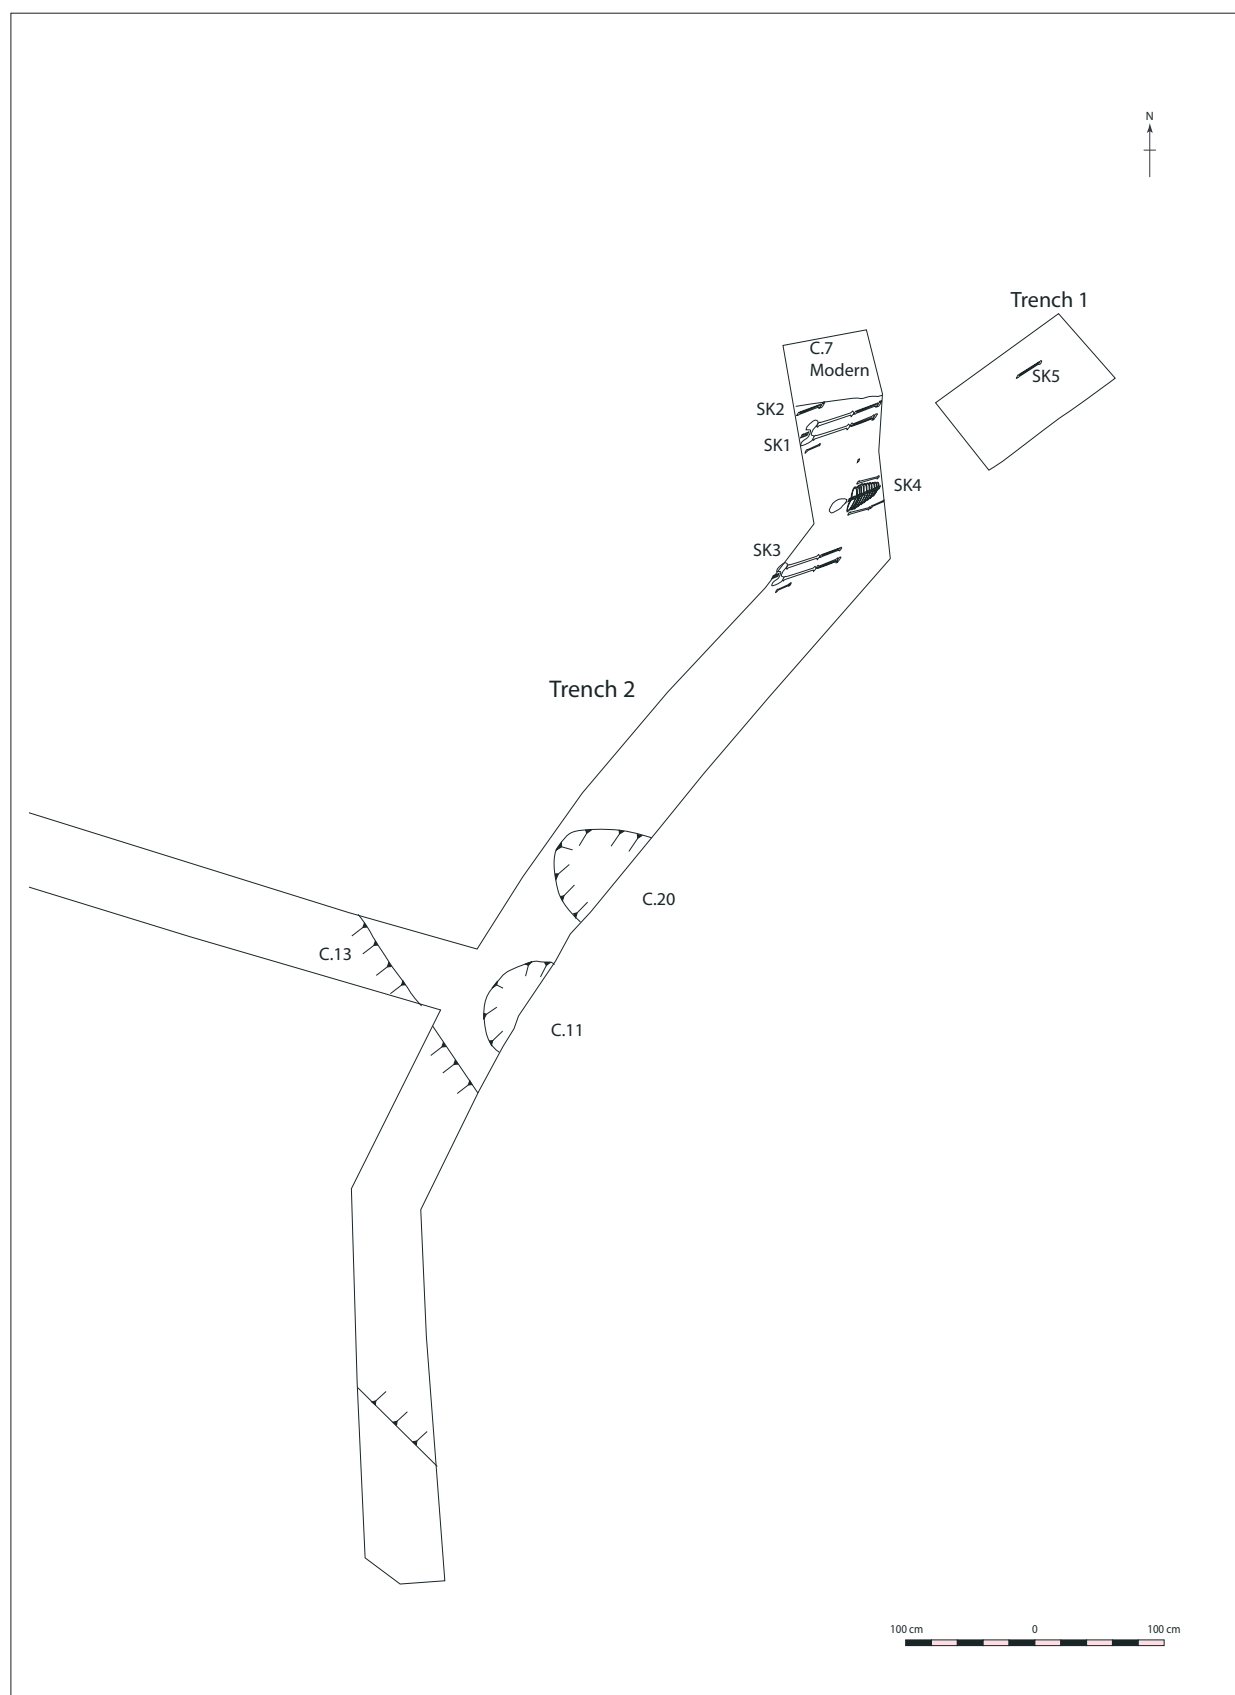 N
Trench 1
C.7
Modern
SK5
SK2
SK1
SK4
SK3
Trench 2
C.20
C.13
C.11
100 cm 0 100 cm